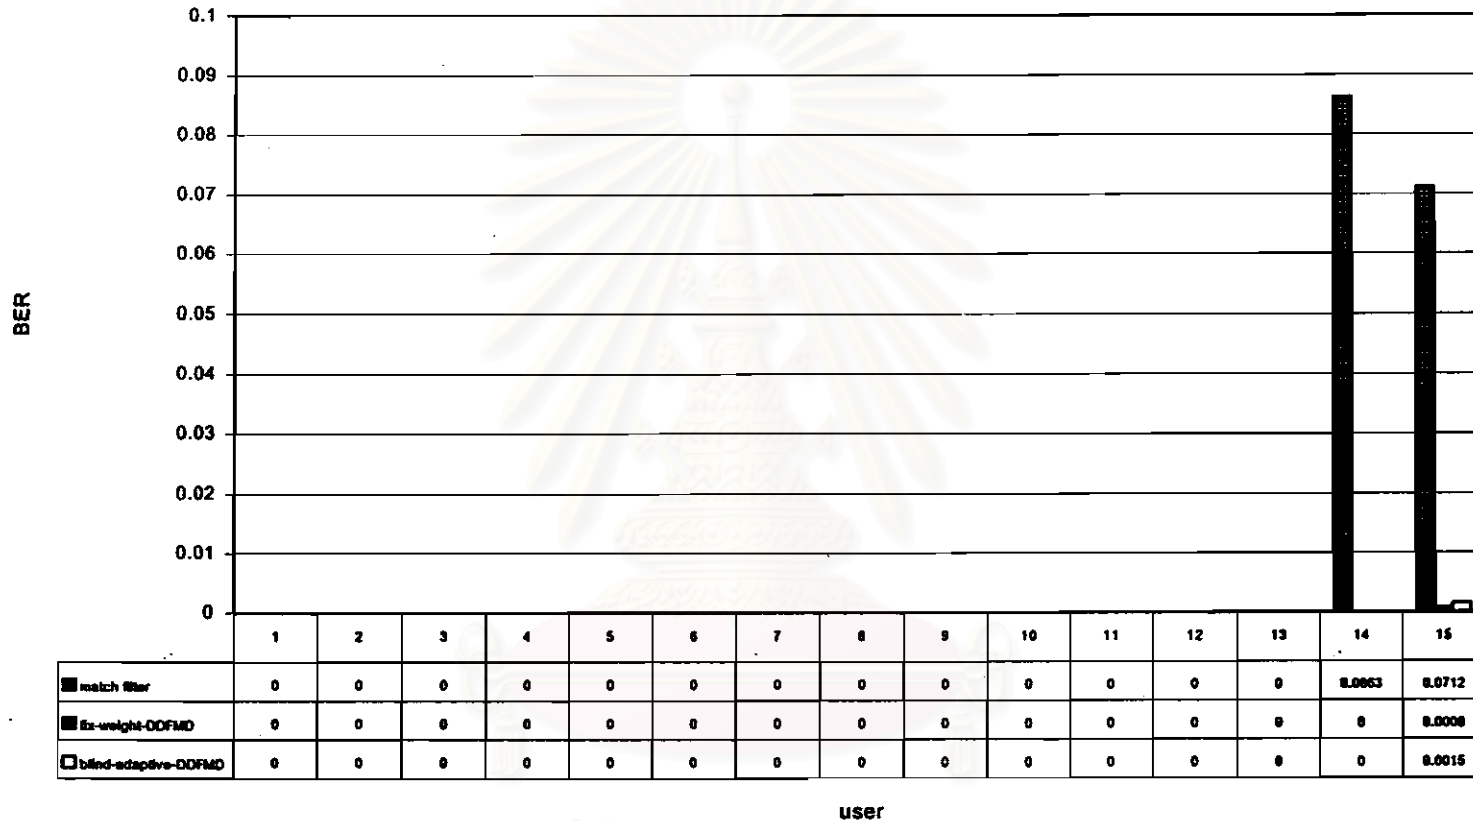 0.1
0.09
0.08
0.07
0.06
0.05
0.04
0.03
0.02
0.01
0
BER
1 2 3 4 5 6 7 8 9 10 11 12 13 14 15
match filter 0 0 0 0 0 0 0 0 0 0 0 0 0 0.0863 0.0712
fix-weight-DDFMD 0 0 0 0 0 0 0 0 0 0 0 0 0 0 0.0008
blind-adaptive-DDFMD 0 0 0 0 0 0 0 0 0 0 0 0 0 0 0.0015
user